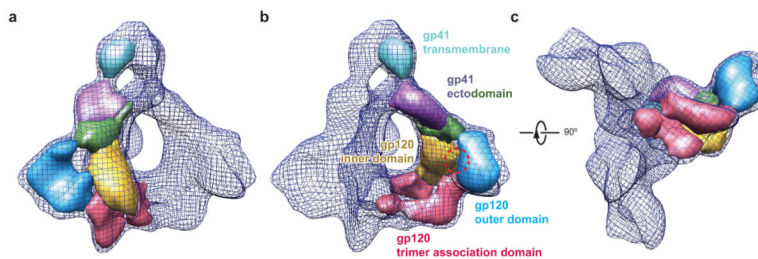 a
b
c
gp41
transmembrane
gp41
ectodomain
gp120
inner domain
90°
gp120
outer domain
gp120
trimer association domain